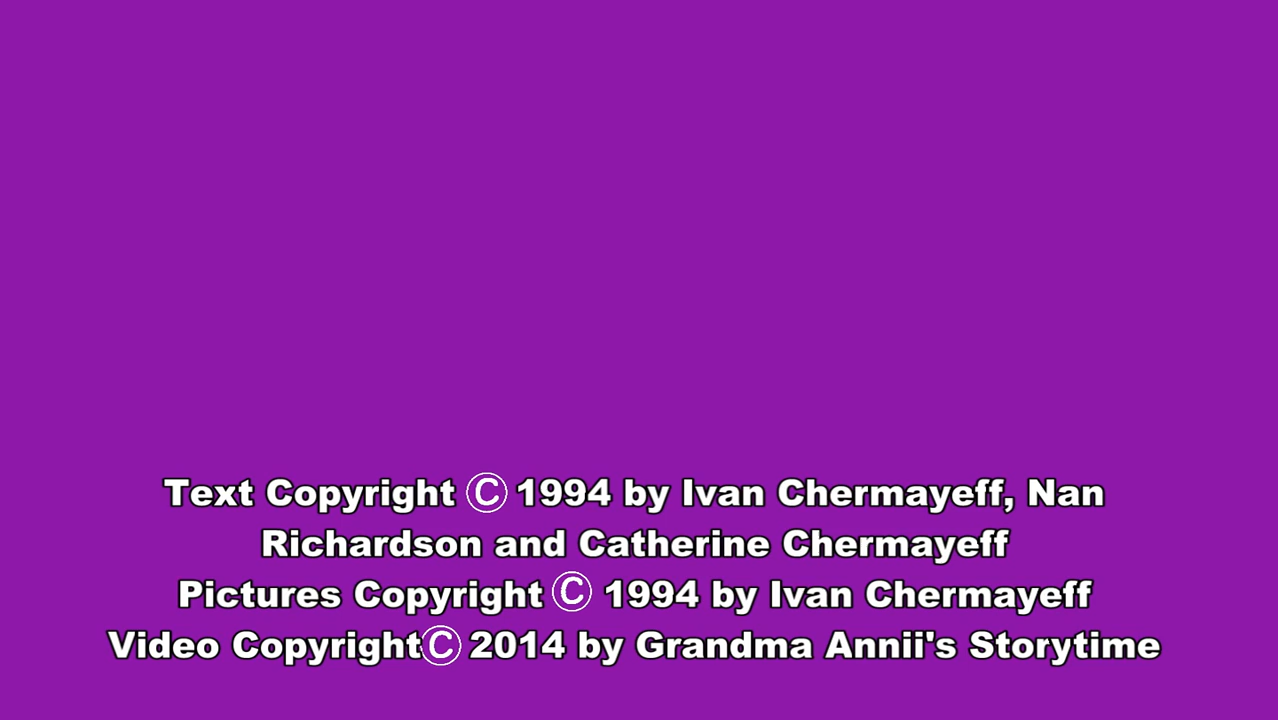 Text Copyright © 1994 by Ivan Chermayeff, Nan
Richardson and Catherine Chermayeff
Pictures Copyright © 1994 by Ivan Chermayeff
Video Copyright© 2014 by Grandma Annii's Storytime